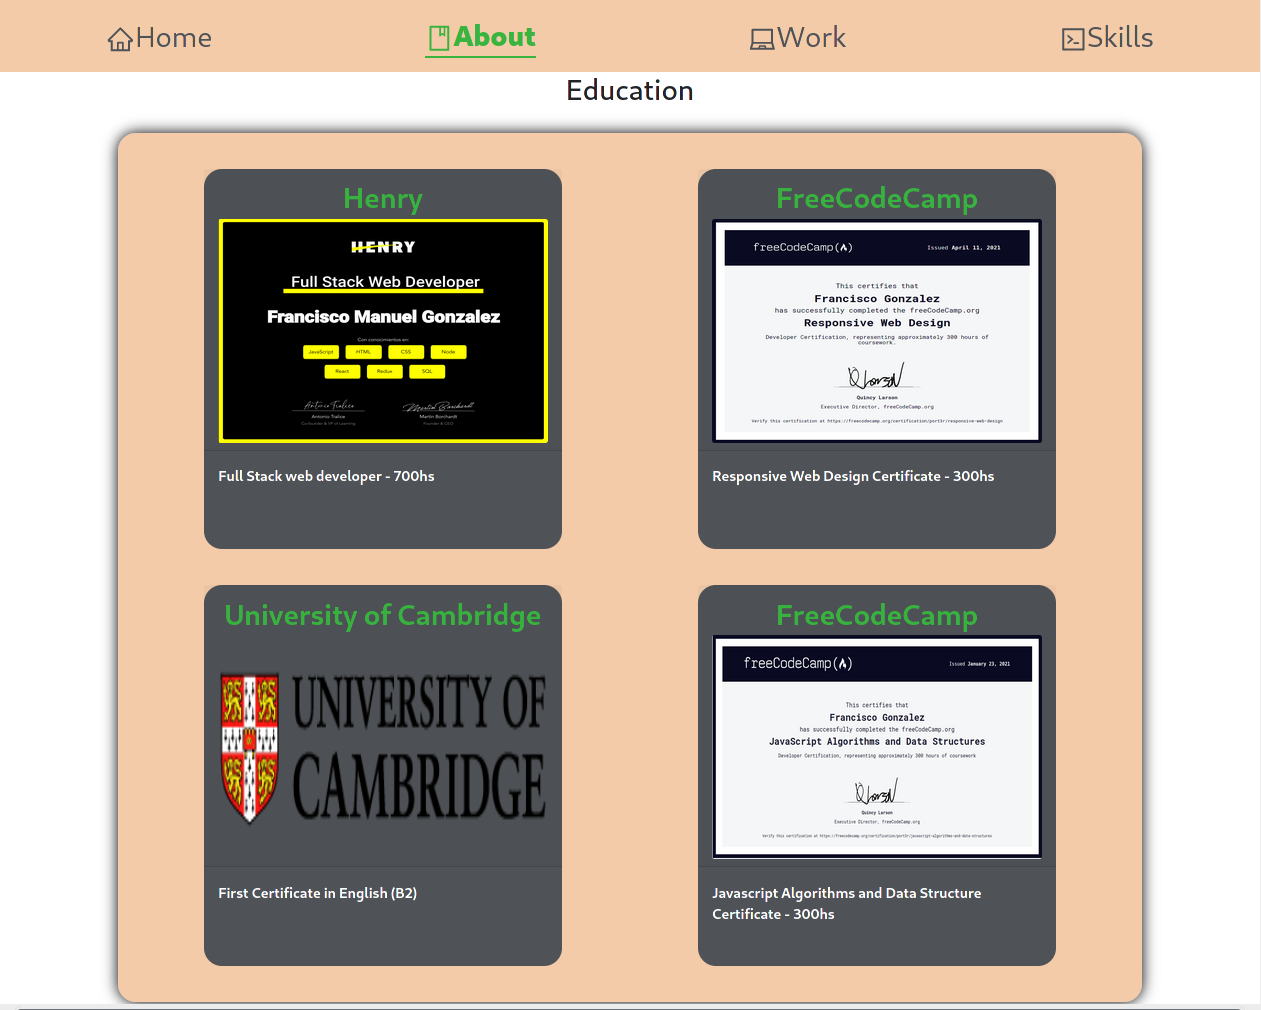 Home
About
Work
Skills
Education
Henry
HENRY
Full Stack Web Developer
Francisco Manuel Gonzalez
Con conocimientos en:
JavaScript
HTML
CSS
Node
React
Redux
SQL
Antonio Tralice
Martin Borchardt
Co-founder & VP of Learning
Founder & CEO
Full Stack web developer - 700hs
FreeCodeCamp
freeCodeCamp
Issued April 11, 2021
This certifies that
Francisco Gonzalez
has successfully completed the freeCodeCamp.org
Responsive Web Design
Developer Certification, representing approximately 300 hours of
coursework.
Quincy Larson
Executive Director, freeCodeCamp.org
Verify this certification at https://freecodecamp.org/certification/port3r/responsive-web-design
Responsive Web Design Certificate - 300hs
University of Cambridge
UNIVERSITY OF
CAMBRIDGE
First Certificate in English (B2)
FreeCodeCamp
freeCodeCamp
Issued January 23, 2021
This certifies that
Francisco Gonzalez
has successfully completed the freeCodeCamp.org
JavaScript Algorithms and Data Structures
Developer Certification, representing approximately 300 hours of coursework
Quincy Larson
Executive Director, freeCodeCamp.org
Verify this certification at https://freecodecamp.org/certification/port3r/javascript-algorithms-and-data-structures
Javascript Algorithms and Data Structure
Certificate - 300hs